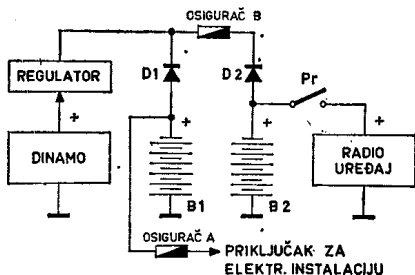 OSIGURAČ B
REGULATOR
D1
D2
Pr
+
+
+
+
DINAMO
RADIO
UREĐAJ
B1
B2
OSIGURAČ A
PRIKLJUČAK ZA
ELEKTR. INSTALACIJU